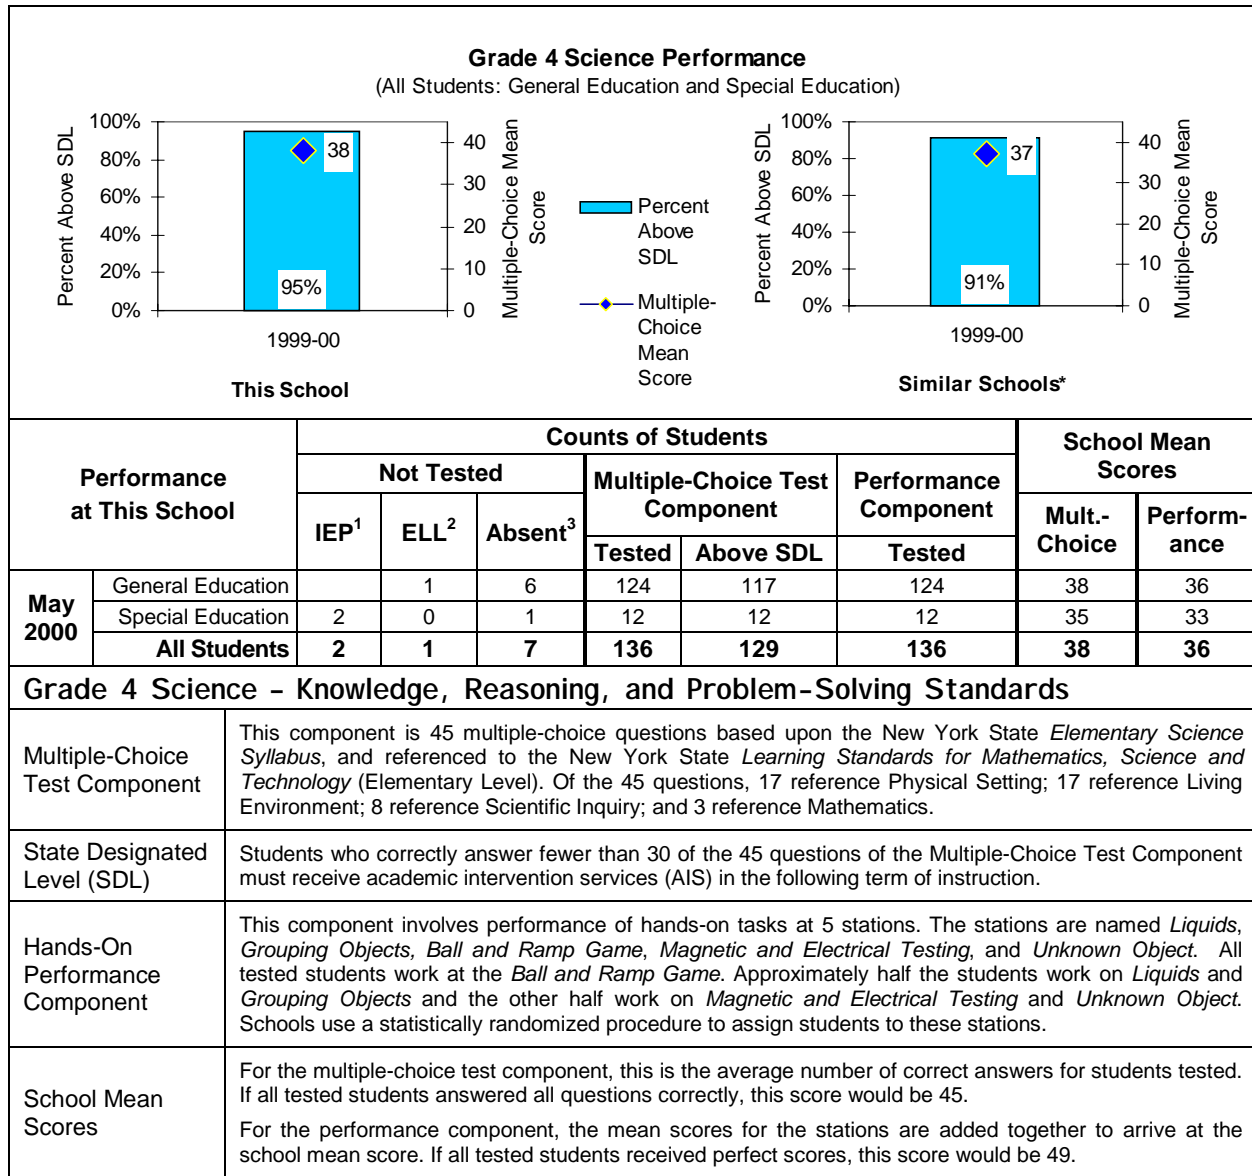 Grade 4 Science Performance
(All Students: General Education and Special Education)
Percent Above SDL
100%
80%
60%
40%
20%
0%
38
95%
40
30
20
10
0
Multiple-Choice Mean
Score
1999-00
This School
Percent
Above
SDL
Multiple-
Choice
Mean
Score
Percent Above SDL
100%
80%
60%
40%
20%
0%
37
91%
40
30
20
10
0
Multiple-Choice Mean
Score
1999-00
Similar Schools*
Performance
at This School
Counts of Students
School Mean
Scores
Not Tested
Multiple-Choice Test
Component
Performance
Component
IEP1 ELL2 Absent3
Tested Above SDL Tested
Mult.-
Choice
Perform-
ance
May
2000
General Education 1 6 124 117 124 38 36
Special Education 2 0 1 12 12 12 35 33
All Students 2 1 7 136 129 136 38 36
Grade 4 Science – Knowledge, Reasoning, and Problem-Solving Standards
Multiple-Choice
Test Component
This component is 45 multiple-choice questions based upon the New York State Elementary Science
Syllabus, and referenced to the New York State Learning Standards for Mathematics, Science and
Technology (Elementary Level). Of the 45 questions, 17 reference Physical Setting; 17 reference Living
Environment; 8 reference Scientific Inquiry; and 3 reference Mathematics.
State Designated
Level (SDL)
Students who correctly answer fewer than 30 of the 45 questions of the Multiple-Choice Test Component
must receive academic intervention services (AIS) in the following term of instruction.
Hands-On
Performance
Component
This component involves performance of hands-on tasks at 5 stations. The stations are named Liquids,
Grouping Objects, Ball and Ramp Game, Magnetic and Electrical Testing, and Unknown Object. All
tested students work at the Ball and Ramp Game. Approximately half the students work on Liquids and
Grouping Objects and the other half work on Magnetic and Electrical Testing and Unknown Object.
Schools use a statistically randomized procedure to assign students to these stations.
School Mean
Scores
For the multiple-choice test component, this is the average number of correct answers for students tested.
If all tested students answered all questions correctly, this score would be 45.
For the performance component, the mean scores for the stations are added together to arrive at the
school mean score. If all tested students received perfect scores, this score would be 49.